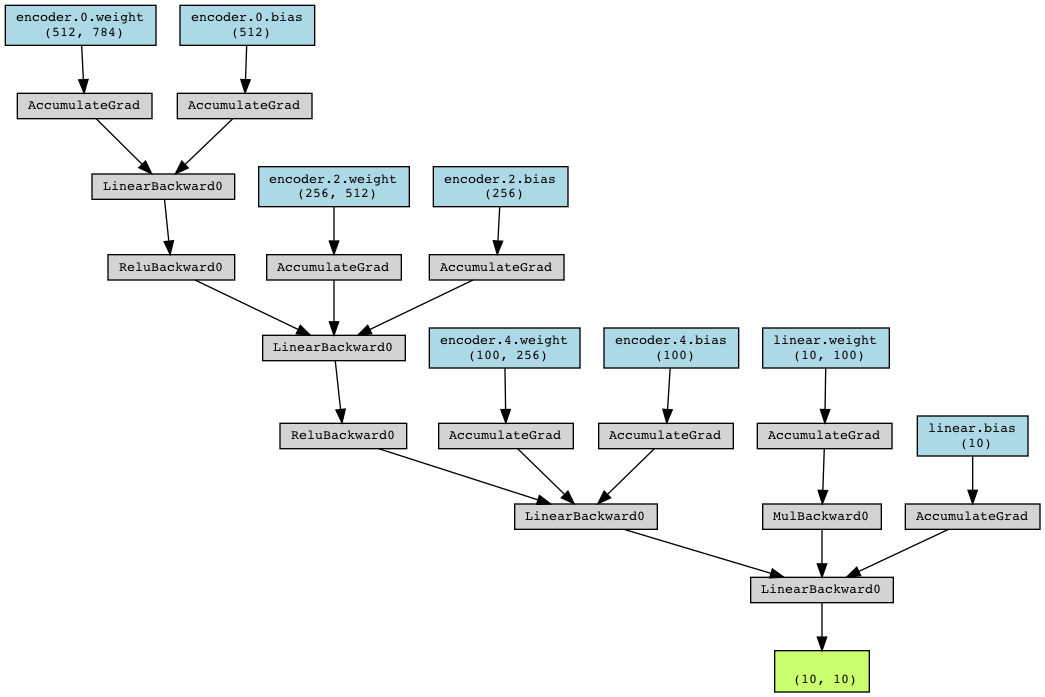 encoder.0.weight
(512, 784)
encoder.0.bias
(512)
AccumulateGrad
AccumulateGrad
LinearBackward0
encoder.2.weight
(256, 512)
encoder.2.bias
(256)
ReluBackward0
AccumulateGrad
AccumulateGrad
LinearBackward0
encoder.4.weight
(100, 256)
encoder.4.bias
(100)
linear.weight
(10, 100)
ReluBackward0
AccumulateGrad
AccumulateGrad
AccumulateGrad
linear.bias
(10)
LinearBackward0
MulBackward0
AccumulateGrad
LinearBackward0
(10, 10)